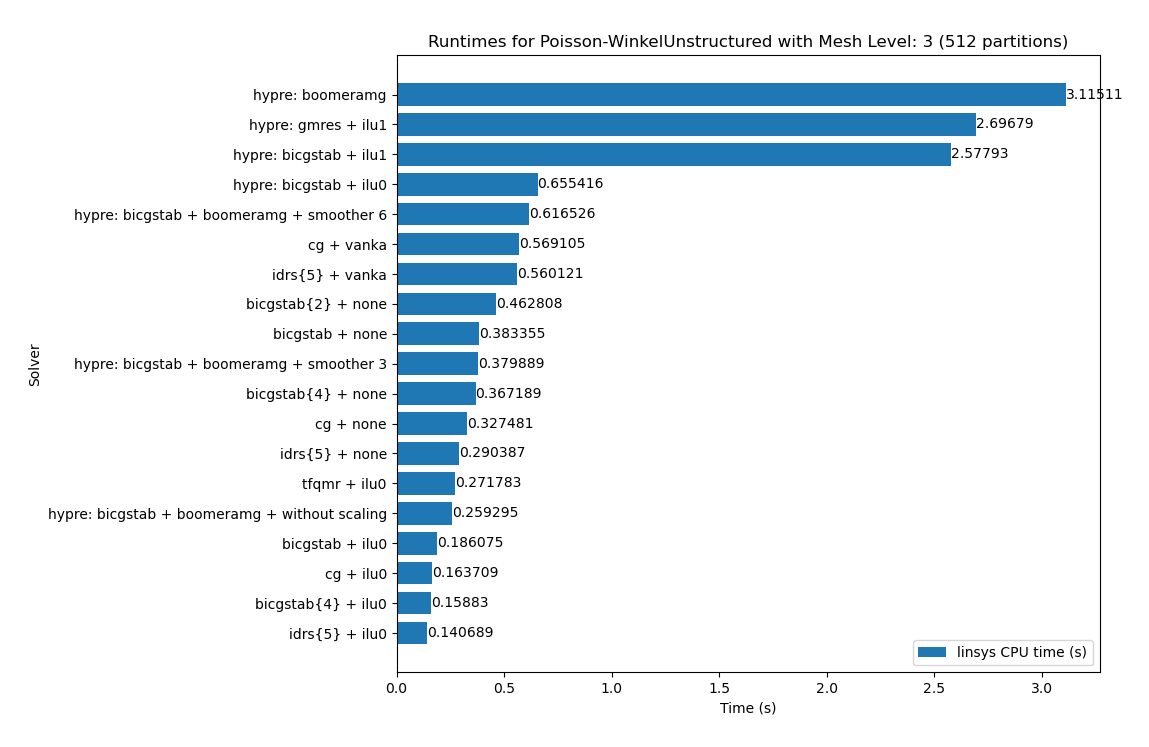 Runtimes for Poisson-WinkelUnstructured with Mesh Level: 3 (512 partitions)
hypre: boomeramg 3.11511
hypre: gmres + ilu1 2.69679
hypre: bicgstab + ilu1 2.57793
hypre: bicgstab + ilu0 0.655416
hypre: bicgstab + boomeramg + smoother 6 0.616526
cg + vanka 0.569105
idrs{5} + vanka 0.560121
bicgstab{2} + none 0.462808
bicgstab + none 0.383355
hypre: bicgstab + boomeramg + smoother 3 0.379889
bicgstab{4} + none 0.367189
cg + none 0.327481
idrs{5} + none 0.290387
tfqmr + ilu0 0.271783
hypre: bicgstab + boomeramg + without scaling 0.259295
bicgstab + ilu0 0.186075
cg + ilu0 0.163709
bicgstab{4} + ilu0 0.15883
idrs{5} + ilu0 0.140689
Solver
linsys CPU time (s)
0.0 0.5 1.0 1.5 2.0 2.5 3.0
Time (s)